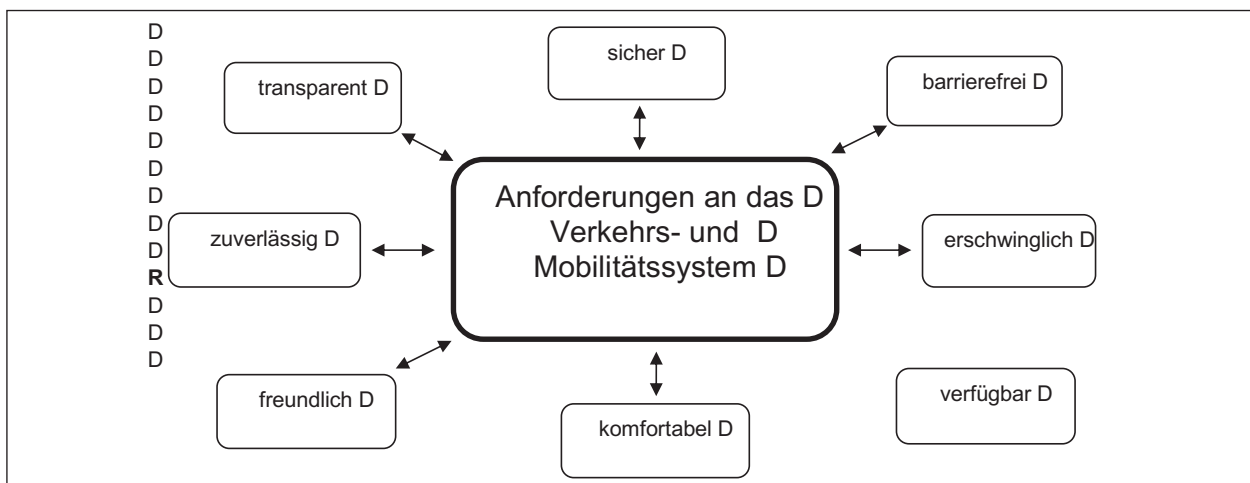 D
D
D
D
D
D
D
D
D
R
D
D
D
sicher D
transparent D
barrierefrei D
Anforderungen an das D
Verkehrs- und D
Mobilitätssystem D
zuverlässig D
erschwinglich D
freundlich D
komfortabel D
verfügbar D